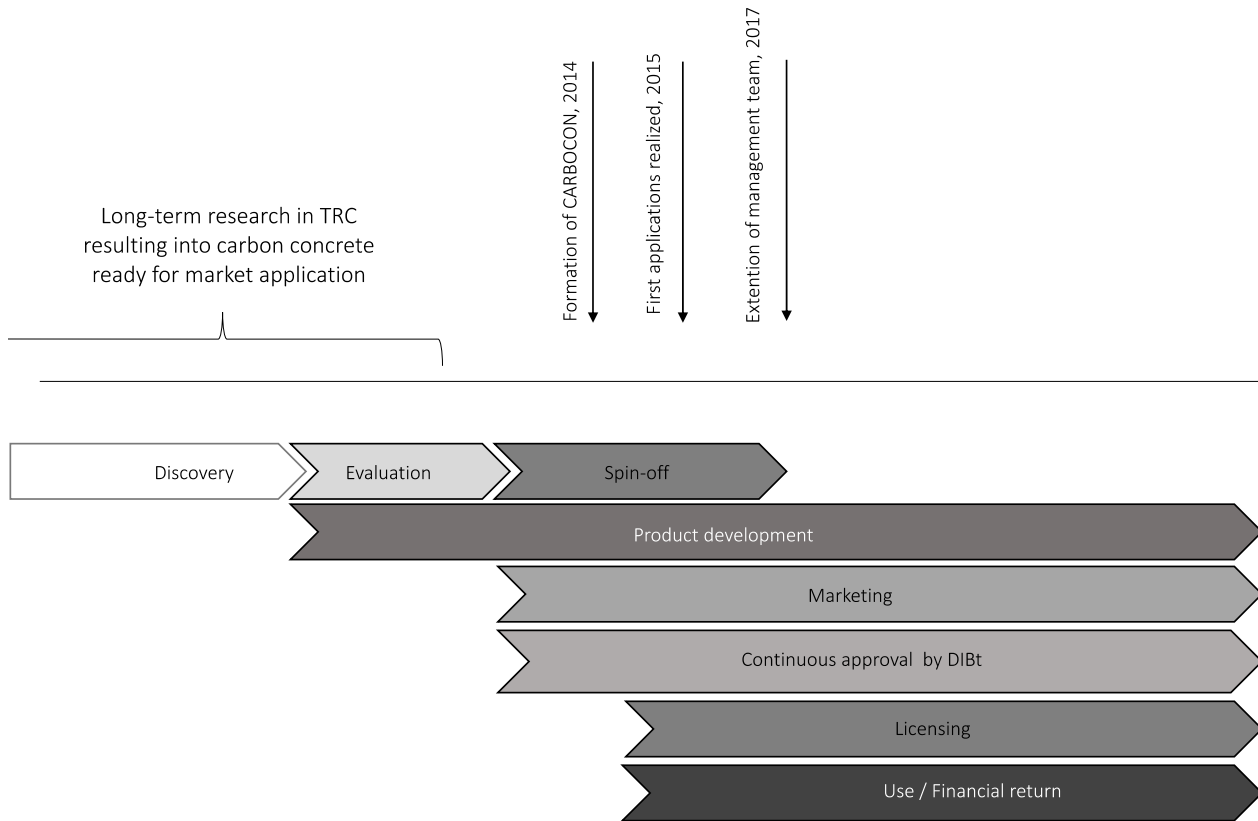 Formation of CARBOCON, 2014
First applications realized, 2015
Extention of management team, 2017
Long-term research in TRC
resulting into carbon concrete
ready for market application
Discovery
Evaluation
Spin-off
Product development
Marketing
Continuous approval by DIBt
Licensing
Use / Financial return